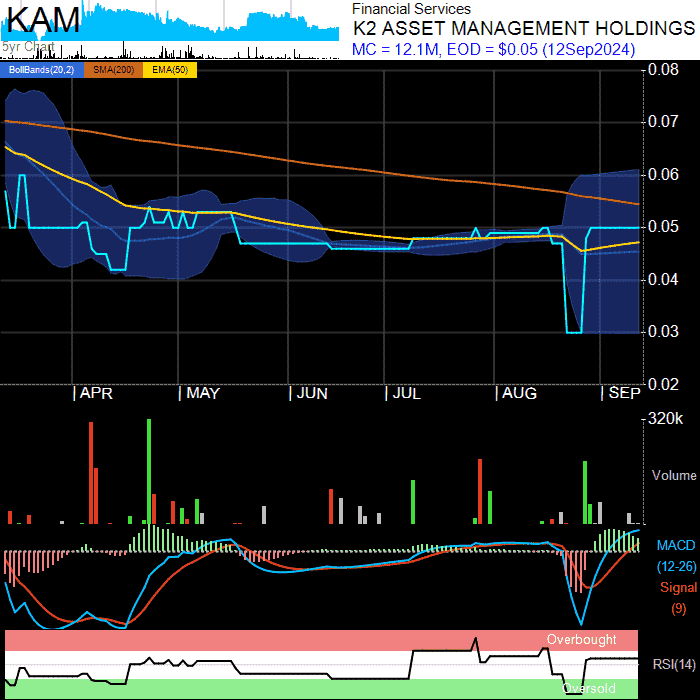 KAM
5yr Chart
Financial Services
K2 ASSET MANAGEMENT HOLDINGS
MC = 12.1M, EOD = $0.05 (12Sep2024)
BollBands(20,2) SMA(200) EMA(50)
0.08
0.07
0.06
0.05
0.04
0.03
0.02
APR MAY JUN JUL AUG SEP
320k
Volume
MACD
(12-26)
Signal
(9)
Overbought
RSI(14)
Oversold